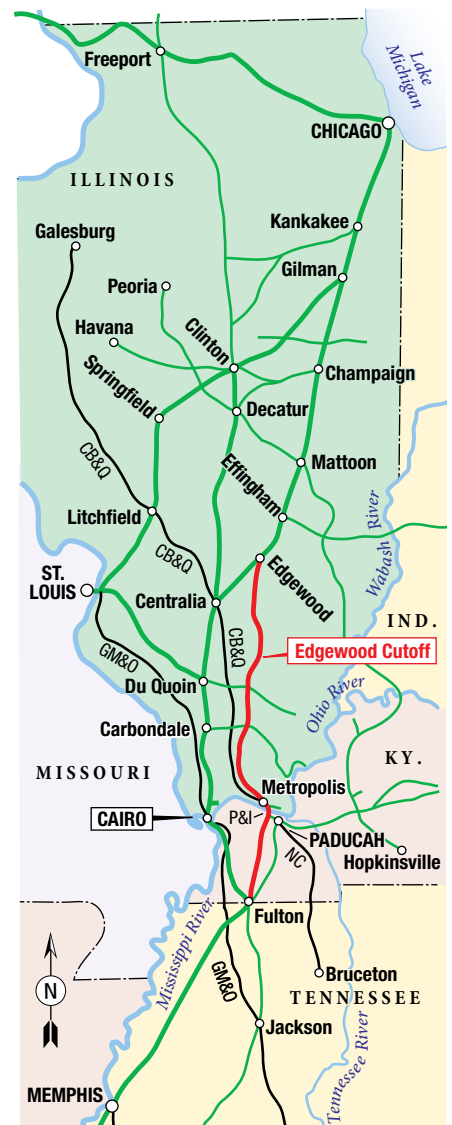 Freeport
Lake
Michigan
CHICAGO
ILLINOIS
Kankakee
Galesburg
Gilman
Peoria
Havana
Clinton
Springfield
Champaign
Decatur
CB&Q
Effingham
Mattoon
Litchfield
Wabash River
CB&Q
Edgewood
ST.
LOUIS
Centralia
IND.
CB&Q
Edgewood Cutoff
GM&O
Du Quoin
Ohio River
Carbondale
KY.
MISSOURI
Metropolis
CAIRO
P&I
PADUCAH
NC
Hopkinsville
Fulton
Mississippi River
N
GM&O
Bruceton
TENNESSEE
Jackson
Tennessee River
MEMPHIS